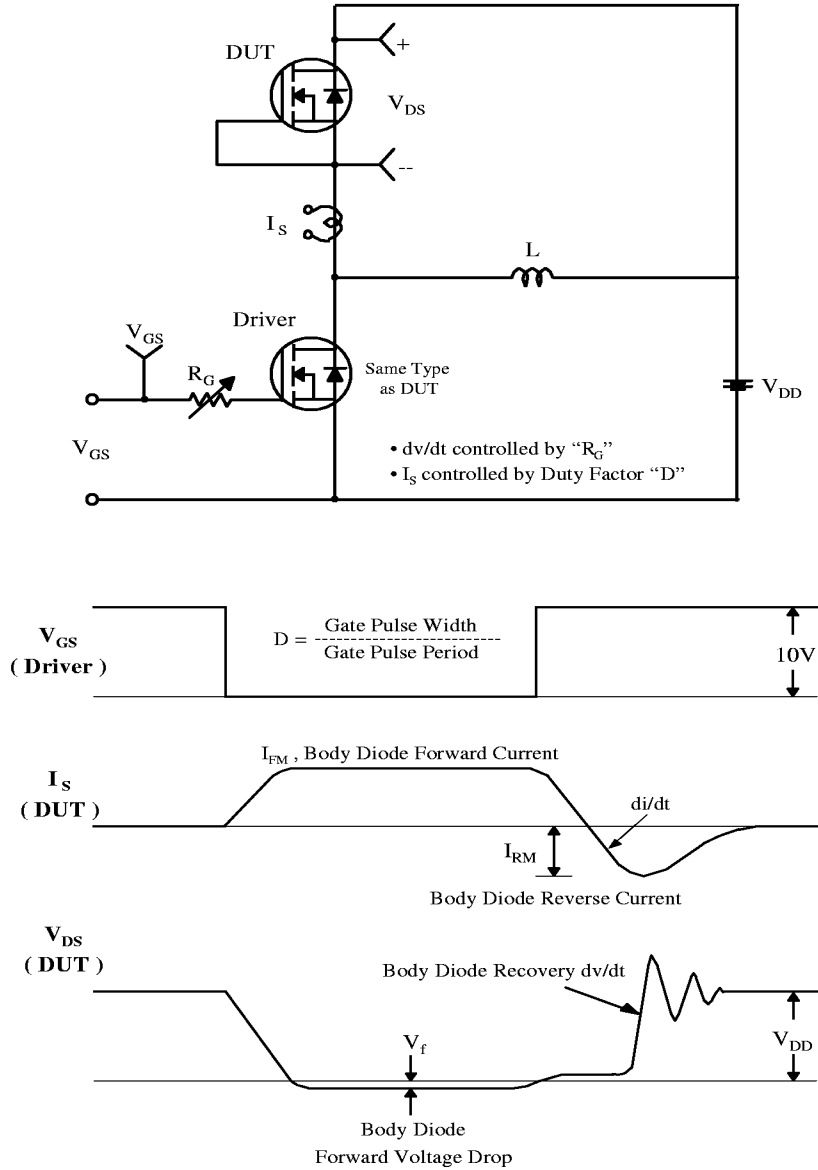 DUT
+
V_DS
--
I_S
L
Driver
V_GS
R_G
Same Type
as DUT
V_DD
V_GS
• dv/dt controlled by “R_G”
• I_S controlled by Duty Factor “D”
V_GS
( Driver )
D = Gate Pulse Width
Gate Pulse Period
10V
I_FM , Body Diode Forward Current
I_S
( DUT )
di/dt
I_RM
Body Diode Reverse Current
V_DS
( DUT )
Body Diode Recovery dv/dt
V_f
V_DD
Body Diode
Forward Voltage Drop